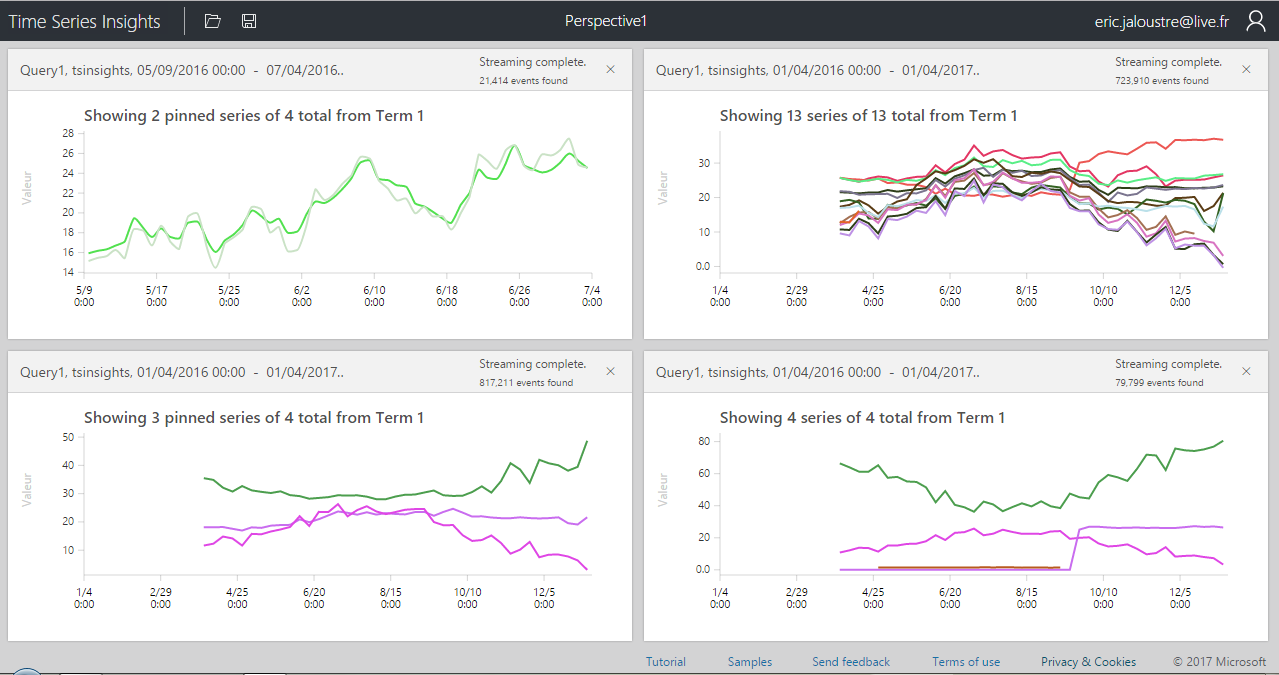 Time Series Insights
Perspective1
eric.jaloustre@live.fr
Query1, tsinsights, 05/09/2016 00:00 - 07/04/2016..
Streaming complete.
21,414 events found
Showing 2 pinned series of 4 total from Term 1
Valeur
28
26
24
22
20
18
16
14
5/9 5/17 5/25 6/2 6/10 6/18 6/26 7/4
0:00 0:00 0:00 0:00 0:00 0:00 0:00 0:00
Query1, tsinsights, 01/04/2016 00:00 - 01/04/2017..
Streaming complete.
723,910 events found
Showing 13 series of 13 total from Term 1
Valeur
30
20
10
0.0
1/4 2/29 4/25 6/20 8/15 10/10 12/5
0:00 0:00 0:00 0:00 0:00 0:00 0:00
Query1, tsinsights, 01/04/2016 00:00 - 01/04/2017..
Streaming complete.
817,211 events found
Showing 3 pinned series of 4 total from Term 1
Valeur
50
40
30
20
10
1/4 2/29 4/25 6/20 8/15 10/10 12/5
0:00 0:00 0:00 0:00 0:00 0:00 0:00
Query1, tsinsights, 01/04/2016 00:00 - 01/04/2017..
Streaming complete.
79,799 events found
Showing 4 series of 4 total from Term 1
Valeur
80
60
40
20
0.0
1/4 2/29 4/25 6/20 8/15 10/10 12/5
0:00 0:00 0:00 0:00 0:00 0:00 0:00
Tutorial Samples Send feedback Terms of use Privacy & Cookies © 2017 Microsoft